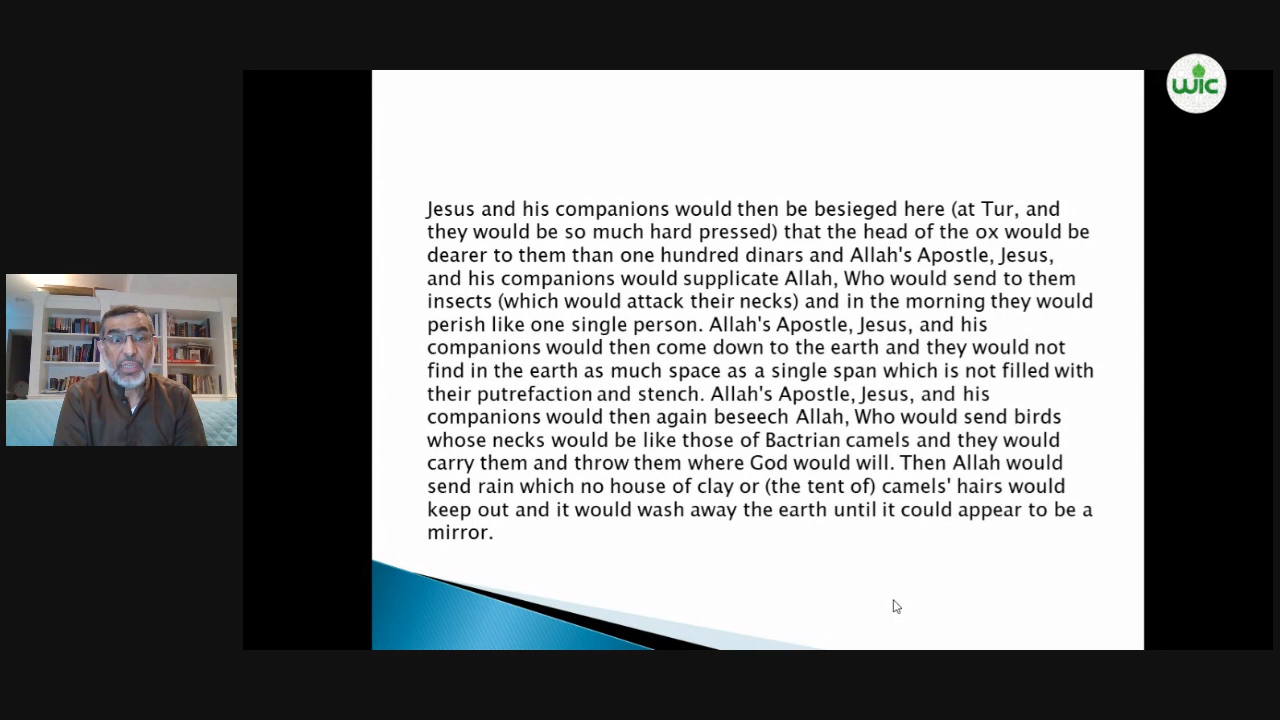 WIC
Jesus and his companions would then be besieged here (at Tur, and
they would be so much hard pressed) that the head of the ox would be
dearer to them than one hundred dinars and Allah's Apostle, Jesus,
and his companions would supplicate Allah, Who would send to them
insects (which would attack their necks) and in the morning they would
perish like one single person. Allah's Apostle, Jesus, and his
companions would then come down to the earth and they would not
find in the earth as much space as a single span which is not filled with
their putrefaction and stench. Allah's Apostle, Jesus, and his
companions would then again beseech Allah, Who would send birds
whose necks would be like those of Bactrian camels and they would
carry them and throw them where God would will. Then Allah would
send rain which no house of clay or (the tent of) camels' hairs would
keep out and it would wash away the earth until it could appear to be a
mirror.